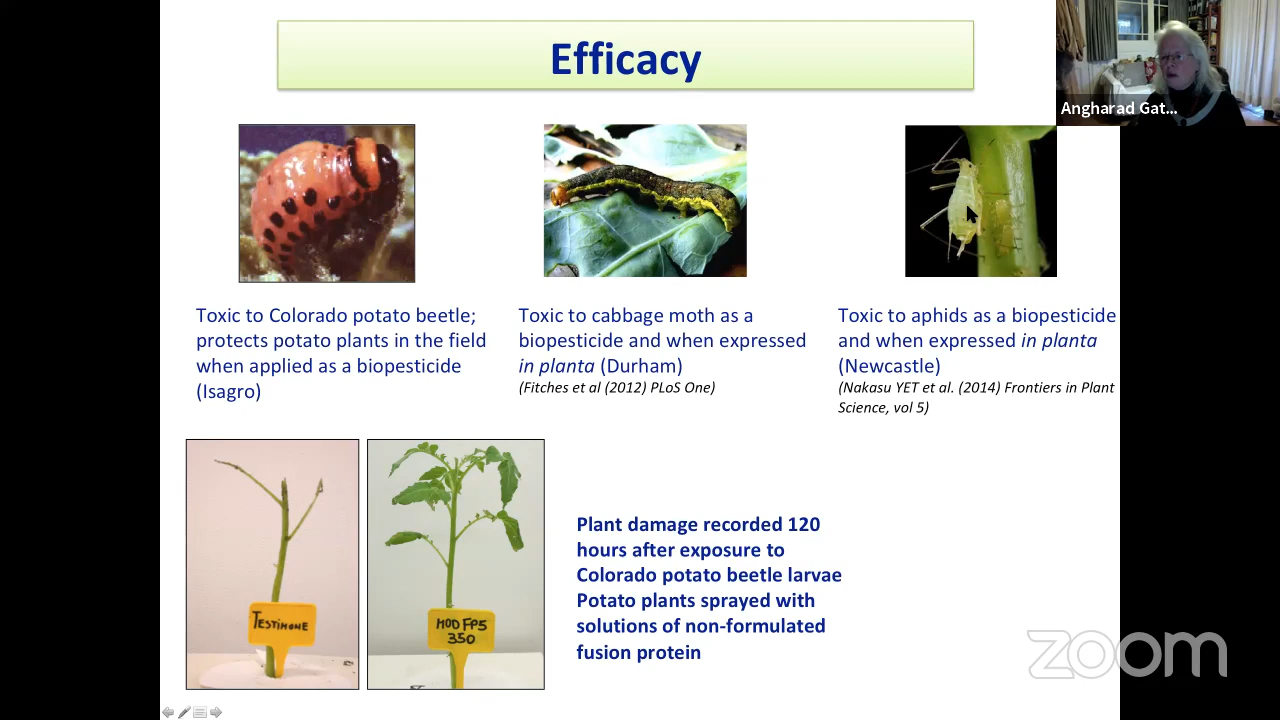 Efficacy
Angharad Gat...
Toxic to Colorado potato beetle;
protects potato plants in the field
when applied as a biopesticide
(Isagro)
Toxic to cabbage moth as a
biopesticide and when expressed
in planta (Durham)
(Fitches et al (2012) PLoS One)
Toxic to aphids as a biopesticide
and when expressed in planta
(Newcastle)
(Nakasu YET et al. (2014) Frontiers in Plant
Science, vol 5)
TESTIMONE
MOD FP5
350
Plant damage recorded 120
hours after exposure to
Colorado potato beetle larvae
Potato plants sprayed with
solutions of non-formulated
fusion protein
zoom